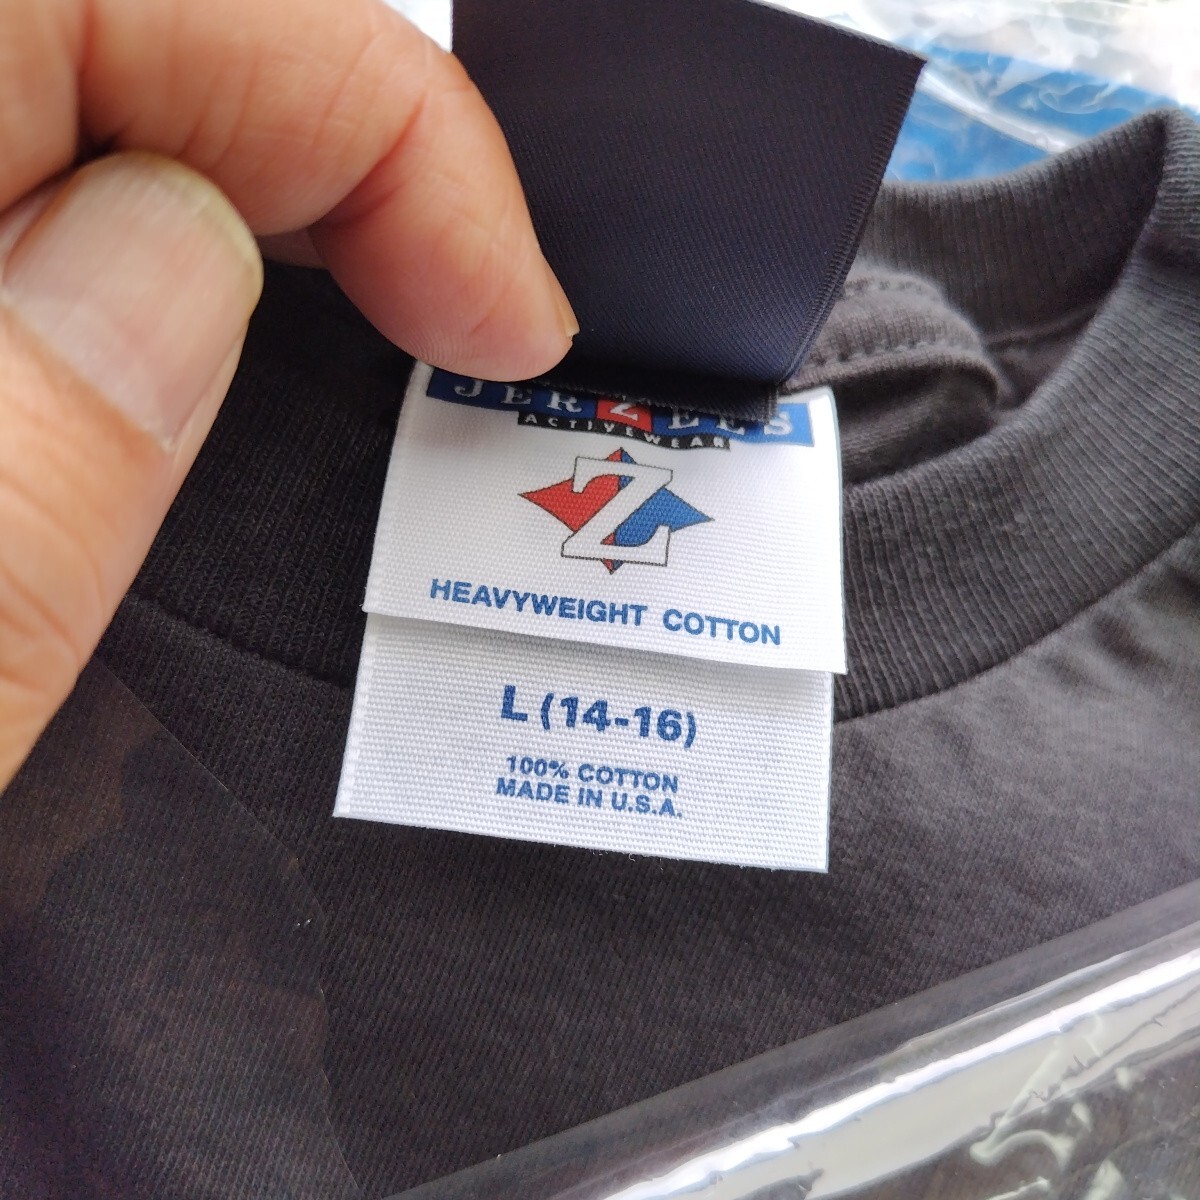 JERZEES
ACTIVEWEAR
Z
HEAVYWEIGHT COTTON
L (14-16)
100% COTTON
MADE IN U.S.A.